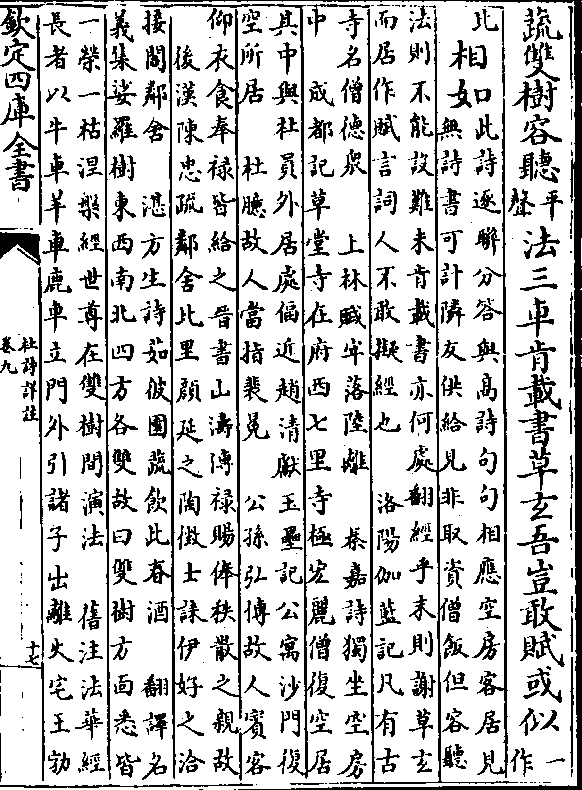 蔬雙樹容聽平聲法三車肯載書草玄吾豈敢賦或似一作
比相如此詩逐聯分答與高詩句句相應空房客居見
無詩書可計隣友供給見非取資僧飯但容聽
法則不能設難未肯載書亦何處翻經乎末則謝草玄
而居作賦言詞人不敢擬經也 洛陽伽藍記凡有古
寺名僧德衆 上林賦牢落陸離 秦嘉詩獨坐空房
中 成都記草堂寺在府西七里寺極宏麗僧復空居
其中與杜員外居處偪近趙清獻玉壘記公寓沙門復
空所居 杜臆故人當指裴冕 公孫弘傳故人賓客
仰衣食奉禄皆給之晉書山濤傳禄賜俸秩散之親故
後漢陳忠疏鄰舍比里顔延之陶徵士誄伊好之洽
接閻鄰舍 湛方生詩茹彼園蔬飲此春酒 翻譯名
義集娑羅樹東西南北四方各雙故曰雙樹方面悉皆
一榮一枯涅槃經世尊在雙樹間演法 舊注法華經
長者以牛車羊車鹿車立門外引諸子出離火宅王勃
欽定四庫全書
杜詩詳註
卷九
十七